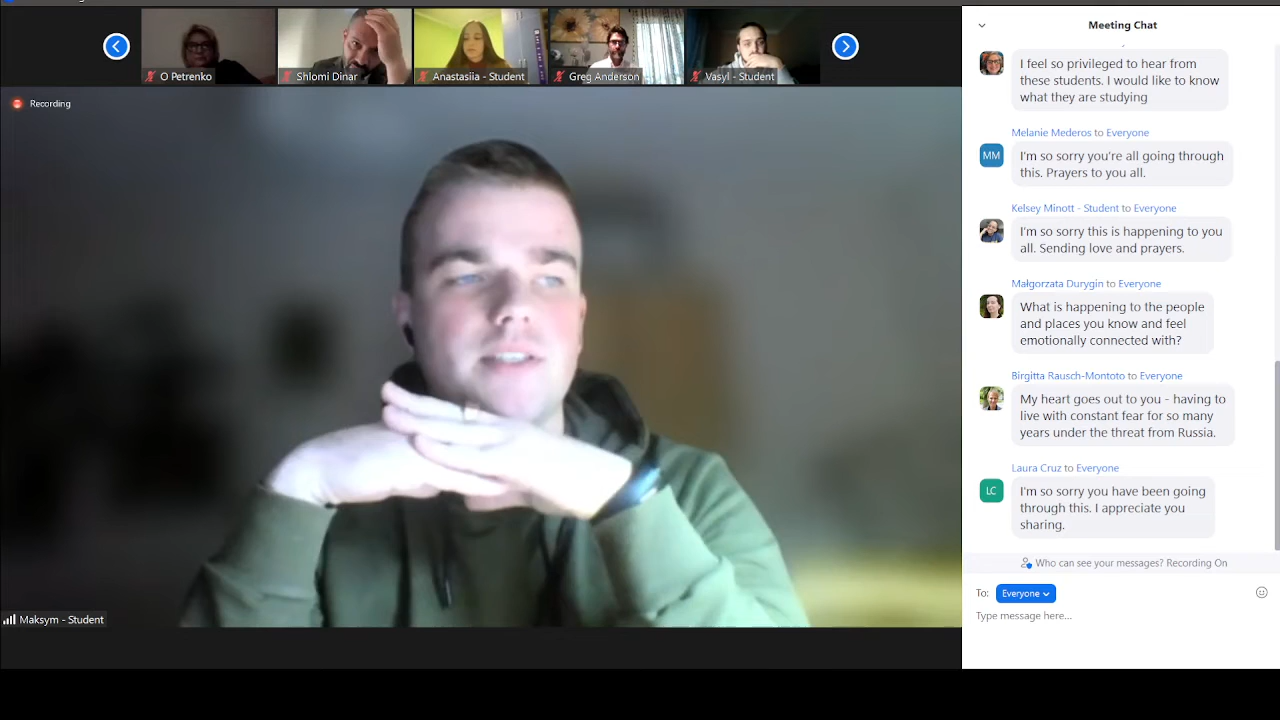 O Petrenko
Shlomi Dinar
Anastasiia - Student
Greg Anderson
Vasyl - Student
Recording
Maksym - Student
Meeting Chat
I feel so privileged to hear from
these students. I would like to know
what they are studying
Melanie Mederos to Everyone
MM
I'm so sorry you're all going through
this. Prayers to you all.
Kelsey Minott - Student to Everyone
I'm so sorry this is happening to you
all. Sending love and prayers.
Małgorzata Durygin to Everyone
What is happening to the people
and places you know and feel
emotionally connected with?
Birgitta Rausch-Montoto to Everyone
My heart goes out to you - having to
live with constant fear for so many
years under the threat from Russia.
Laura Cruz to Everyone
LC
I'm so sorry you have been going
through this. I appreciate you
sharing.
Who can see your messages? Recording On
To: Everyone
Type message here...